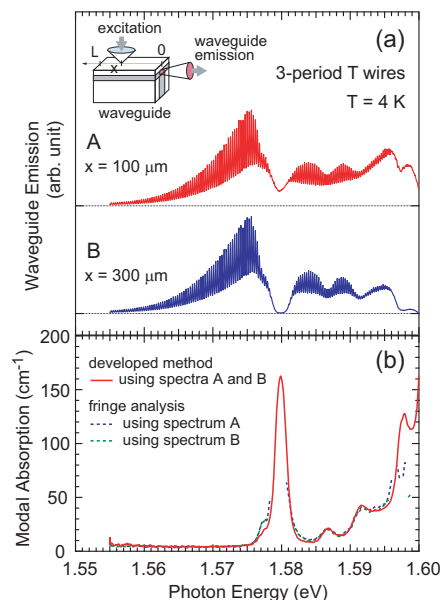 excitation
L
x
0
waveguide
emission
waveguide
(a)
3-period T wires
T = 4 K
A
x = 100 μm
B
x = 300 μm
Waveguide Emission
(arb. unit)
(b)
developed method
using spectra A and B
fringe analysis
using spectrum A
using spectrum B
Modal Absorption (cm⁻¹)
200
150
100
50
0
1.55 1.56 1.57 1.58 1.59 1.60
Photon Energy (eV)